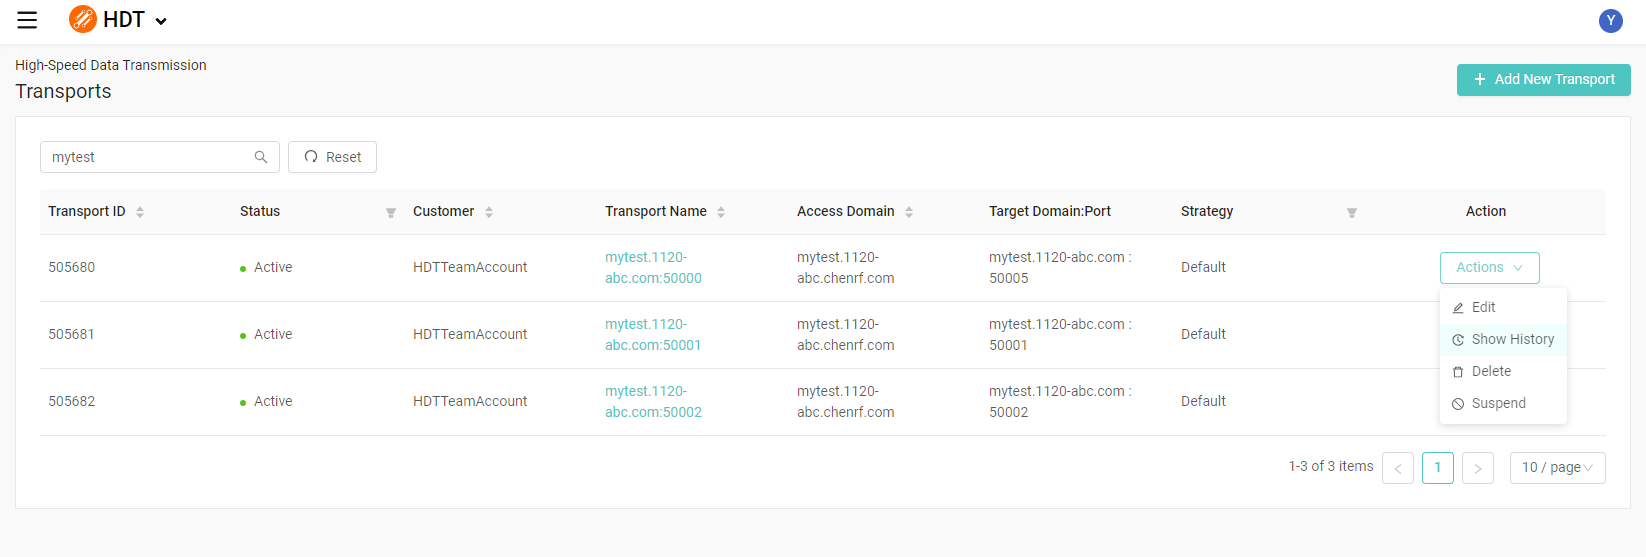 HDT
Y
High-Speed Data Transmission
Transports
Add New Transport
mytest
Reset
Transport ID Status Customer Transport Name Access Domain Target Domain:Port Strategy Action
505680 Active HDTTeamAccount mytest.1120-abc.com:50000 mytest.1120-abc.chenrf.com mytest.1120-abc.com : 50005 Default Actions
Edit
505681 Active HDTTeamAccount mytest.1120-abc.com:50001 mytest.1120-abc.chenrf.com mytest.1120-abc.com : 50001 Default
Show History
Delete
505682 Active HDTTeamAccount mytest.1120-abc.com:50002 mytest.1120-abc.chenrf.com mytest.1120-abc.com : 50002 Default
Suspend
1-3 of 3 items < 1 > 10 / page